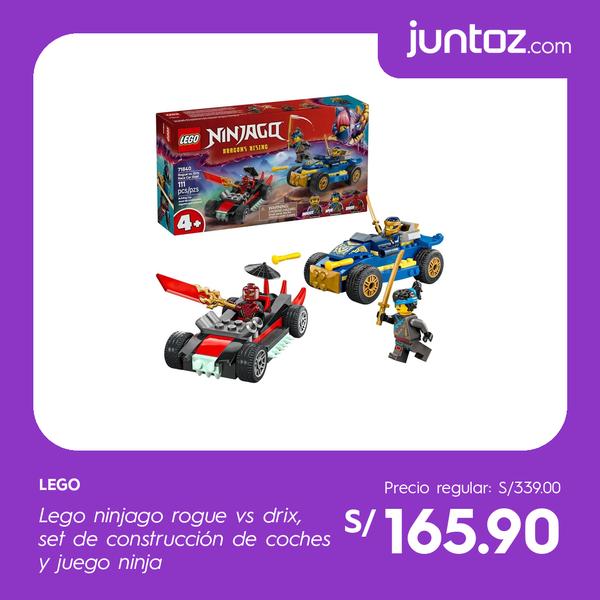 juntoz.com
LEGO
NINJAGO
DRAGONS RISING
71840
111
pcs/pzs
4+
LEGO
Precio regular: S/339.00
Lego ninjago rogue vs drix,
set de construcción de coches
y juego ninja
S/ 165.90